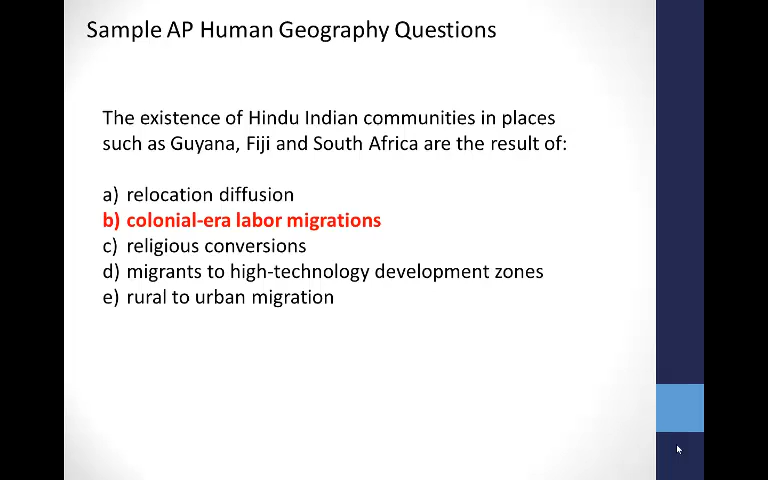 Sample AP Human Geography Questions
The existence of Hindu Indian communities in places
such as Guyana, Fiji and South Africa are the result of:
a) relocation diffusion
b) colonial-era labor migrations
c) religious conversions
d) migrants to high-technology development zones
e) rural to urban migration